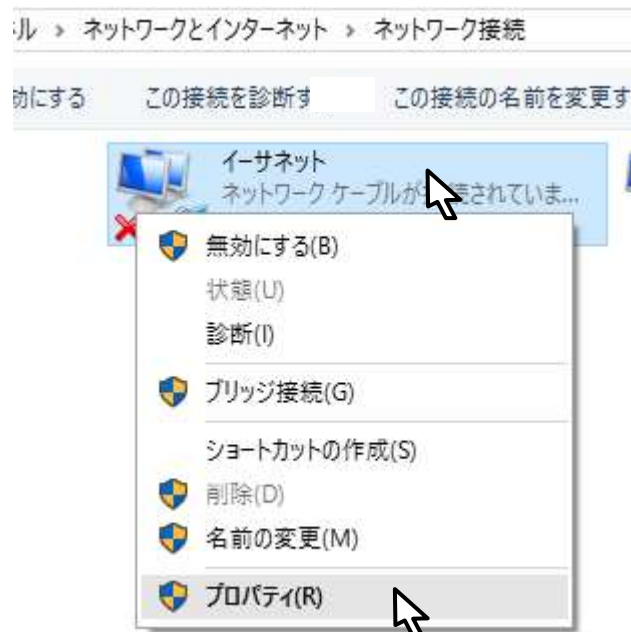 ル › ネットワークとインターネット › ネットワーク接続
効にする この接続を診断す この接続の名前を変更す
イーサネット
ネットワーク ケーブルが 続されていま...
無効にする(B)
状態(U)
診断(I)
ブリッジ接続(G)
ショートカットの作成(S)
削除(D)
名前の変更(M)
プロパティ(R)